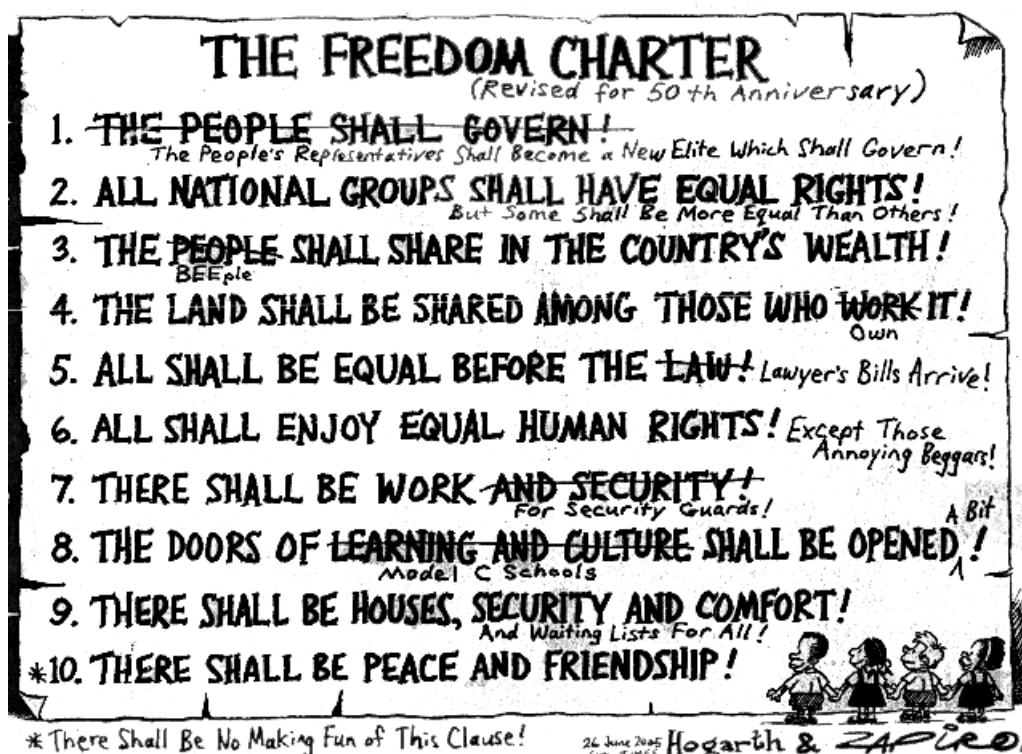 THE FREEDOM CHARTER
(Revised for 50th Anniversary)
1. THE PEOPLE SHALL GOVERN!
The People's Representatives Shall Become a New Elite Which Shall Govern!
2. ALL NATIONAL GROUPS SHALL HAVE EQUAL RIGHTS!
But Some Shall Be More Equal Than Others!
3. THE PEOPLE SHALL SHARE IN THE COUNTRY'S WEALTH!
BEEple
4. THE LAND SHALL BE SHARED AMONG THOSE WHO WORK IT!
Own
5. ALL SHALL BE EQUAL BEFORE THE LAW! Lawyer's Bills Arrive!
6. ALL SHALL ENJOY EQUAL HUMAN RIGHTS! Except Those
Annoying Beggars!
7. THERE SHALL BE WORK AND SECURITY!
For Security Guards!
A Bit
8. THE DOORS OF LEARNING AND CULTURE SHALL BE OPENED!
Model C Schools
9. THERE SHALL BE HOUSES, SECURITY AND COMFORT!
And Waiting Lists For All!
*10. THERE SHALL BE PEACE AND FRIENDSHIP!
* There Shall Be No Making Fun of This Clause!
26 June 2005
Hogarth & ZAPIRO